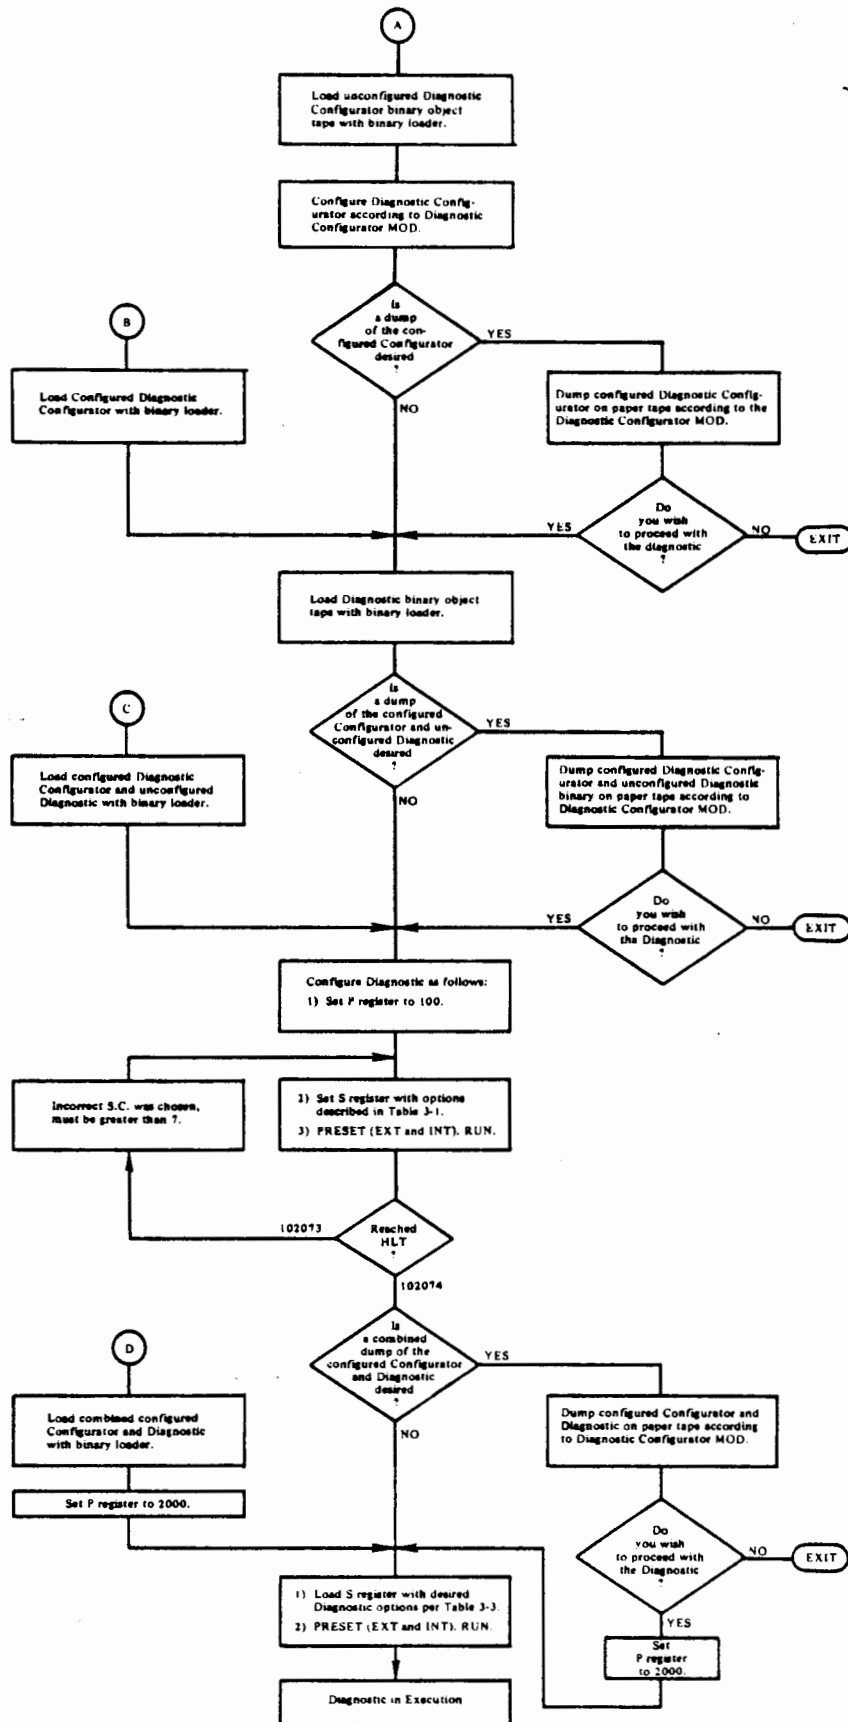 A
Load unconfigured Diagnostic
Configurator binary object
tape with binary loader.
Configure Diagnostic Config-
urator according to Diagnostic
Configurator MOD.
Is
a dump
of the con-
figured Configurator
desired
?
YES
NO
B
Load Configured Diagnostic
Configurator with binary loader.
Dump configured Diagnostic Config-
urator on paper tape according to the
Diagnostic Configurator MOD.
Do
you wish
to proceed with
the diagnostic
?
YES
NO
EXIT
Load Diagnostic binary object
tape with binary loader.
Is
a dump
of the configured
Configurator and un-
configured Diagnostic
desired
?
YES
NO
C
Load configured Diagnostic
Configurator and unconfigured
Diagnostic with binary loader.
Dump configured Diagnostic Config-
urator and unconfigured Diagnostic
binary on paper tape according to
Diagnostic Configurator MOD.
Do
you wish
to proceed with
the Diagnostic
?
YES
NO
EXIT
Configure Diagnostic as follows:
1) Set P register to 100.
Incorrect S.C. was chosen,
must be greater than 7.
2) Set S register with options
described in Table 3-1.
3) PRESET (EXT and INT). RUN.
102073
Reached
HLT
?
102074
Is
a combined
dump of the
configured Configurator
and Diagnostic
desired
?
YES
NO
D
Load combined configured
Configurator and Diagnostic
with binary loader.
Set P register to 2000.
Dump configured Configurator and
Diagnostic on paper tape according
to Diagnostic Configurator MOD.
Do
you wish
to proceed with
the Diagnostic
?
NO
EXIT
YES
Set
P register
to 2000.
1) Load S register with desired
Diagnostic options per Table 3-3.
2) PRESET (EXT and INT). RUN.
Diagnostic in Execution